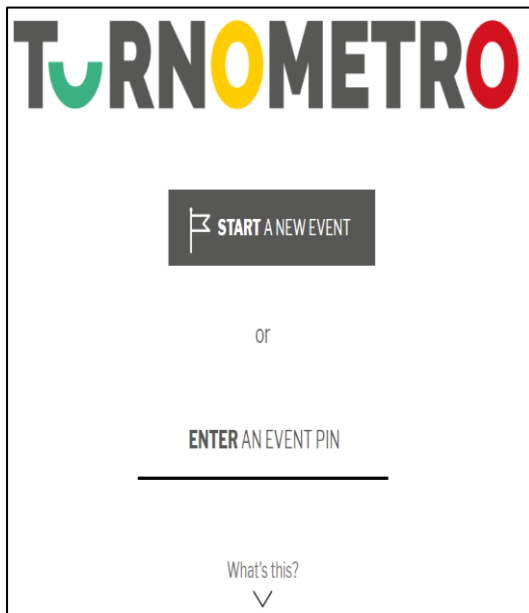 TURNOMETRO
START A NEW EVENT
or
ENTER AN EVENT PIN
What's this?